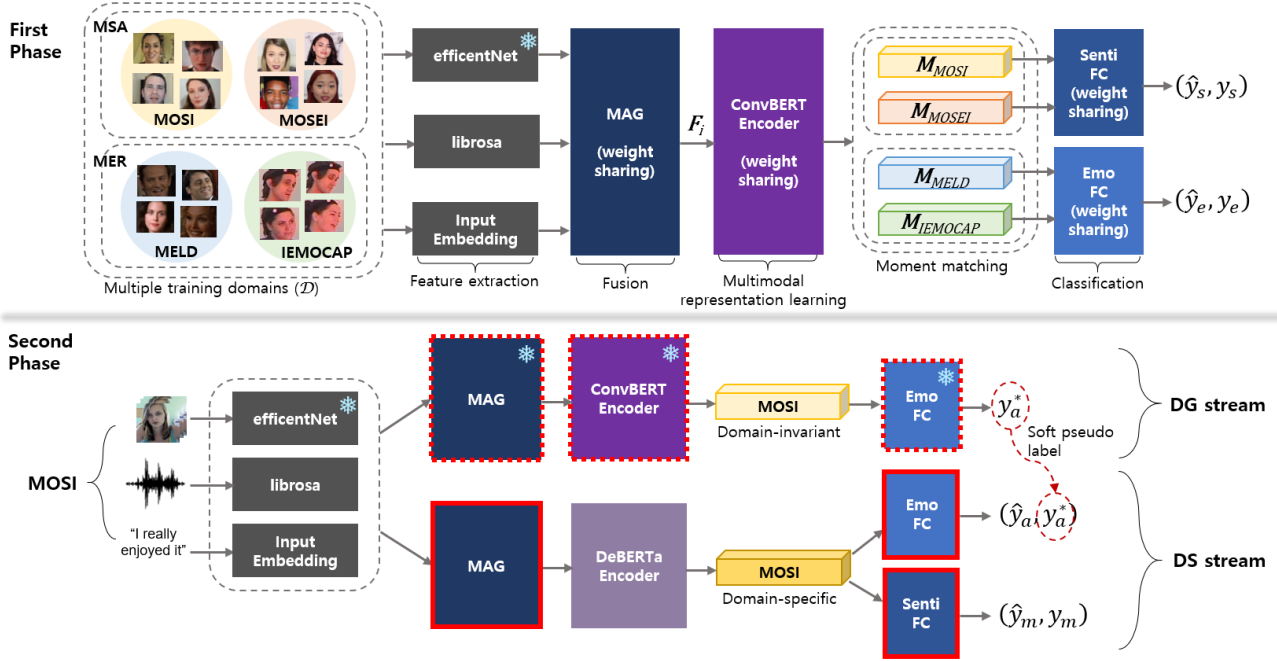 First
Phase
MSA
MOSI
MOSEI
MER
MELD
IEMOCAP
Multiple training domains (𝒟)
efficentNet
librosa
Input
Embedding
Feature extraction
MAG
(weight
sharing)
Fusion
F_i
ConvBERT
Encoder
(weight
sharing)
Multimodal
representation learning
M_MOSI
M_MOSEI
M_MELD
M_IEMOCAP
Moment matching
Senti
FC
(weight
sharing)
Emo
FC
(weight
sharing)
Classification
(ŷ_s, y_s)
(ŷ_e, y_e)
Second
Phase
MOSI
“I really
enjoyed it”
efficentNet
librosa
Input
Embedding
MAG
ConvBERT
Encoder
MOSI
Domain-invariant
Emo
FC
y_a^*
Soft pseudo
label
DG stream
MAG
DeBERTa
Encoder
MOSI
Domain-specific
Emo
FC
(ŷ_a, y_a^*)
Senti
FC
(ŷ_m, y_m)
DS stream